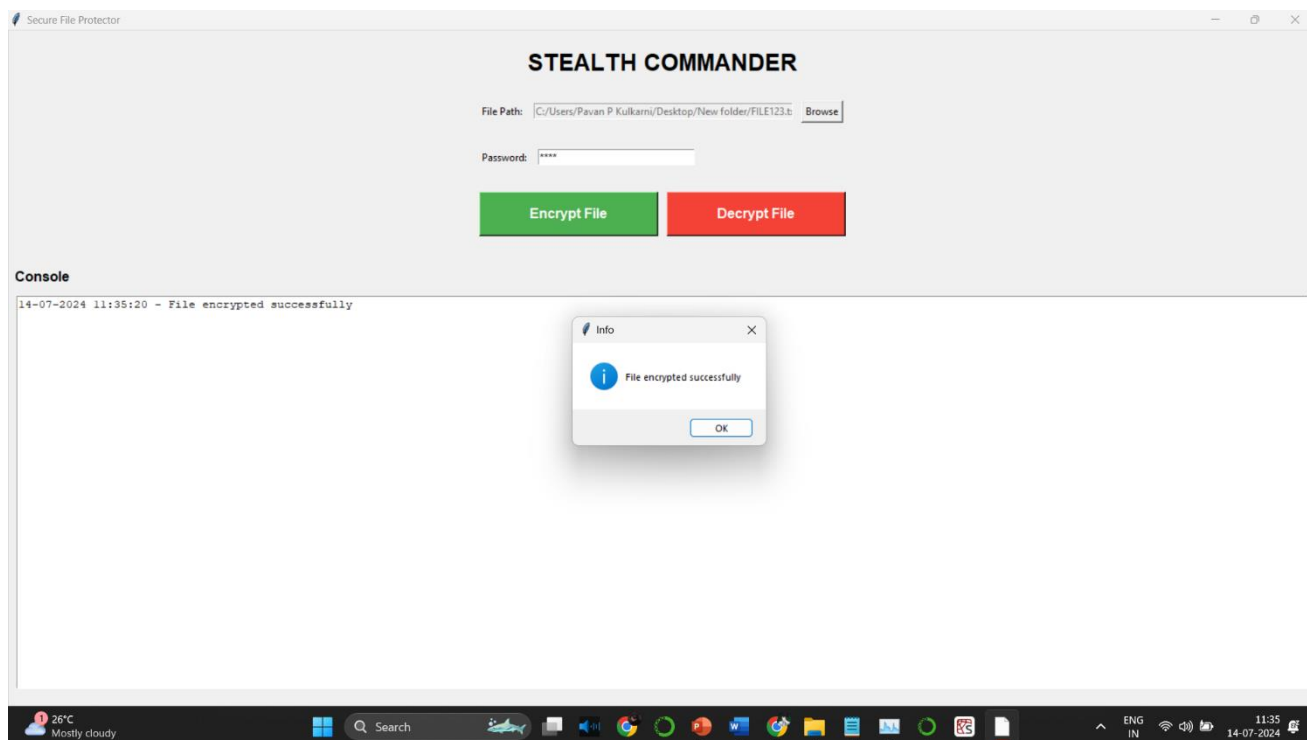 Secure File Protector
STEALTH COMMANDER
File Path: C:/Users/Pavan P Kulkarni/Desktop/New folder/FILE123.t: Browse
Password: ****
Encrypt File Decrypt File
Console
14-07-2024 11:35:20 - File encrypted successfully
Info
File encrypted successfully
OK
1
26°C
Mostly cloudy
Search
ENG
IN
11:35
14-07-2024